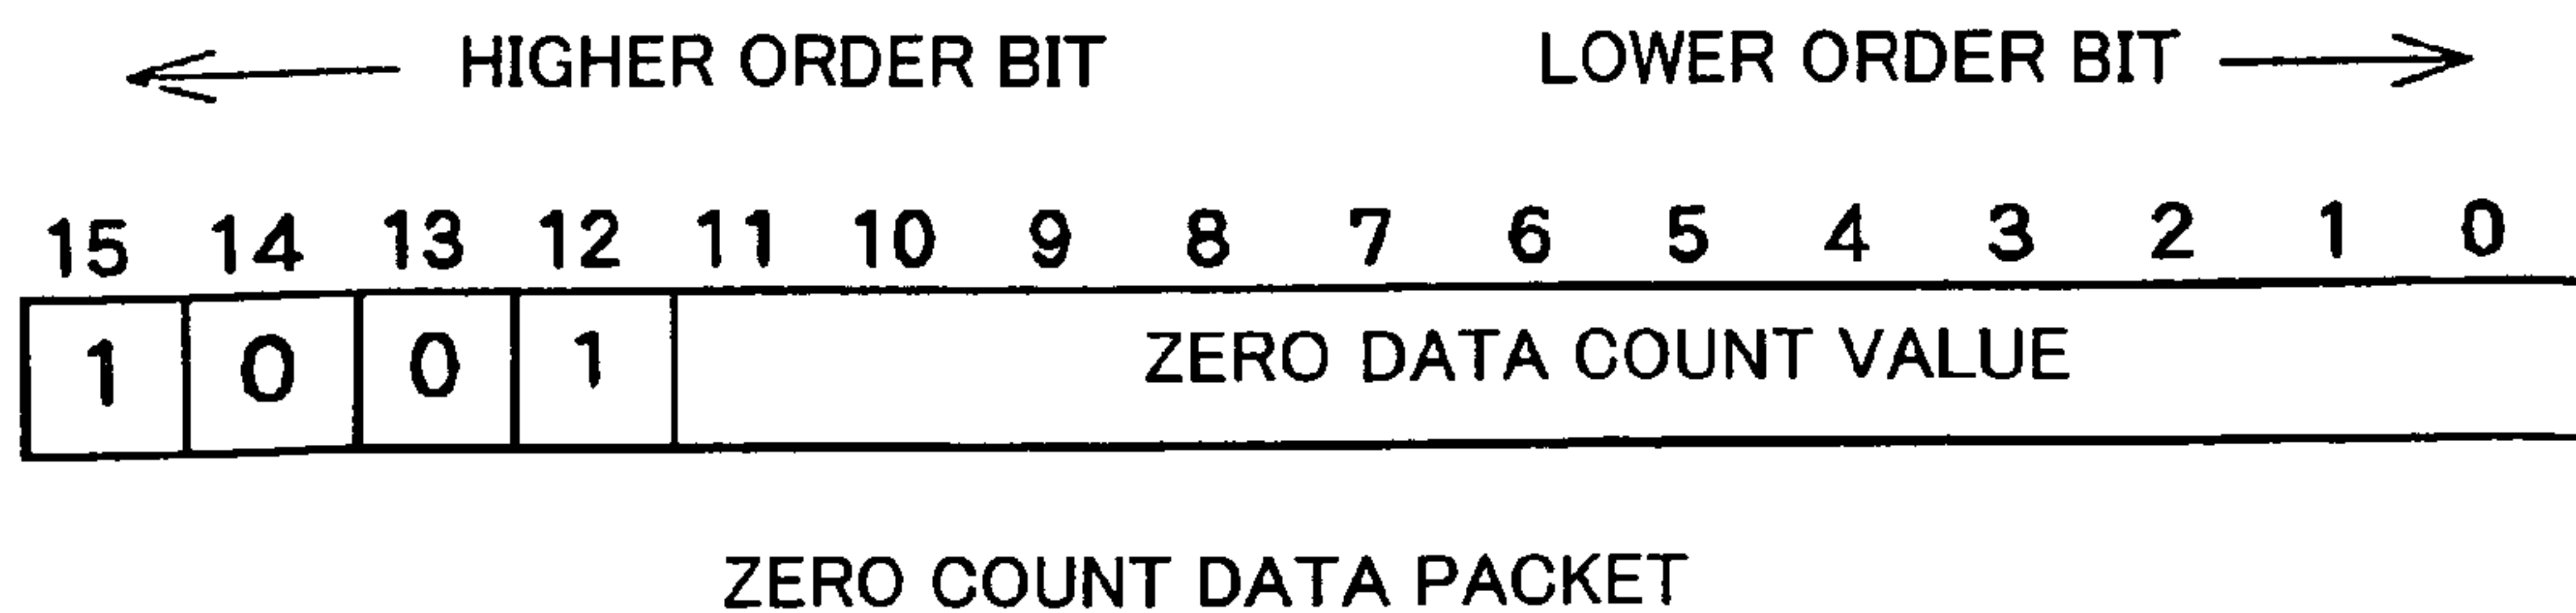 HIGHER ORDER BIT LOWER ORDER BIT
15 14 13 12 11 10 9 8 7 6 5 4 3 2 1 0
1 0 0 1 ZERO DATA COUNT VALUE
ZERO COUNT DATA PACKET